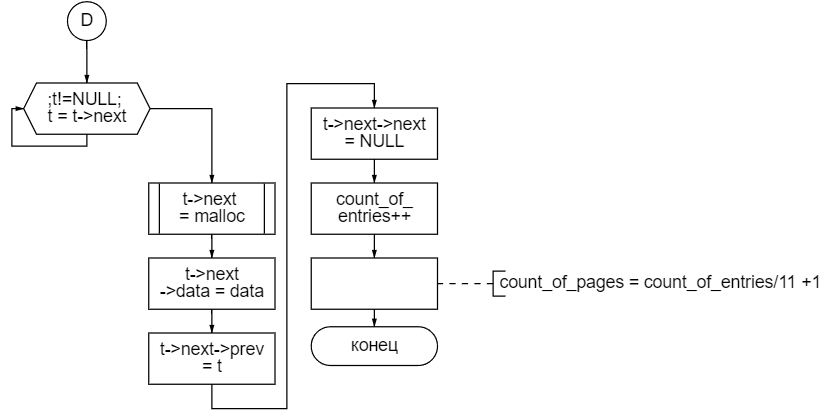 D
;t!=NULL;
t = t->next
t->next
= malloc
t->next
->data = data
t->next->prev
= t
t->next->next
= NULL
count_of_
entries++
count_of_pages = count_of_entries/11 +1
конец